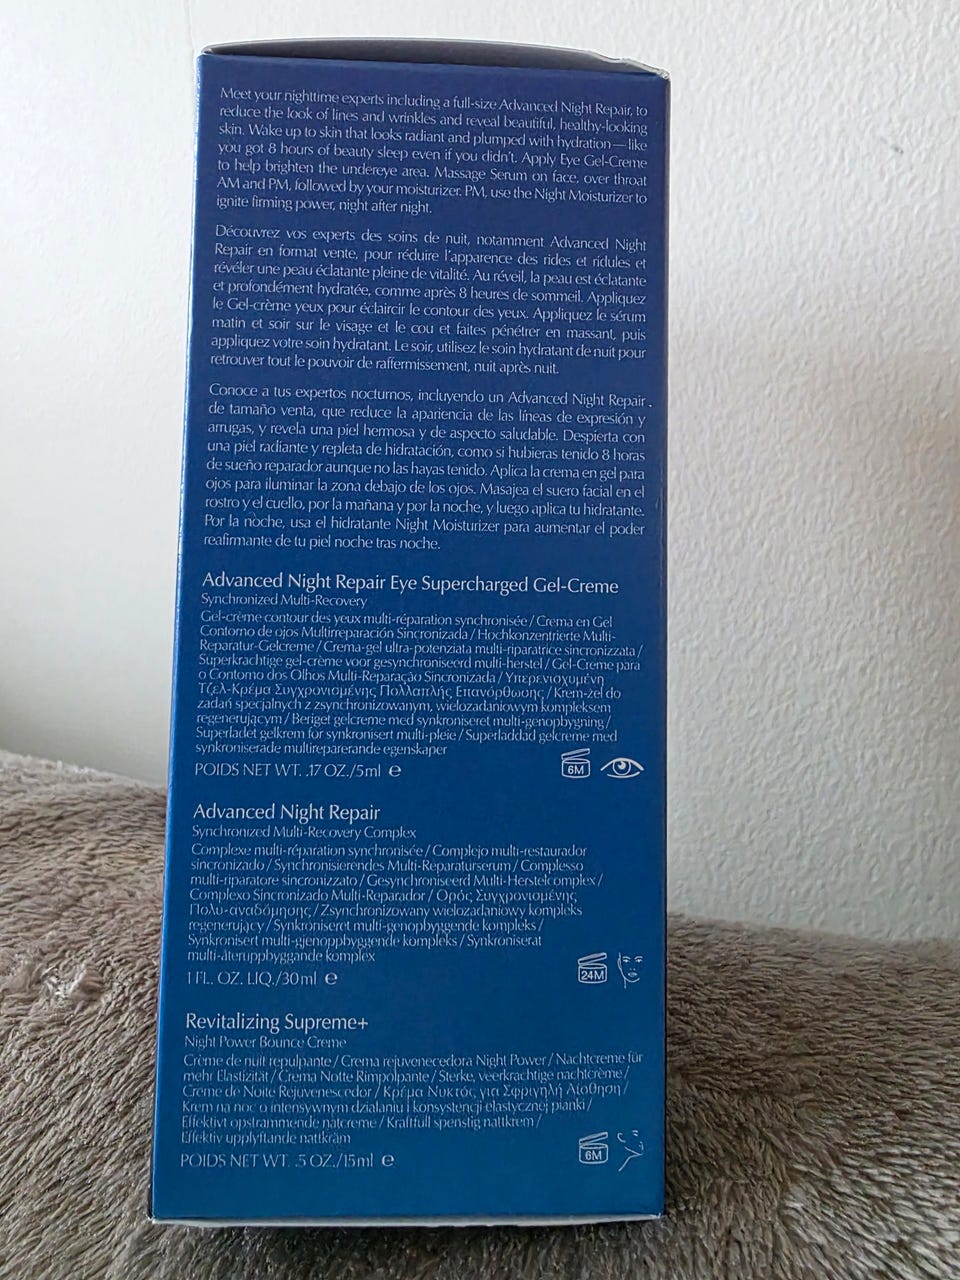 Meet your nighttime experts including a full-size Advanced Night Repair, to
reduce the look of lines and wrinkles and reveal beautiful, healthy-looking
skin. Wake up to skin that looks radiant and plumped with hydration—like
you got 8 hours of beauty sleep even if you didn't. Apply Eye Gel-Creme
to help brighten the undereye area. Massage Serum on face, over throat
AM and PM, followed by your moisturizer. PM, use the Night Moisturizer to
ignite firming power, night after night.
Découvrez vos experts des soins de nuit, notamment Advanced Night
Repair en format vente, pour réduire l'apparence des rides et ridules et
révéler une peau éclatante pleine de vitalité. Au réveil, la peau est éclatante
et profondément hydratée, comme après 8 heures de sommeil. Appliquez
le Gel-crème yeux pour éclaircir le contour des yeux. Appliquez le sérum
matin et soir sur le visage et le cou et faites pénétrer en massant, puis
appliquez votre soin hydratant. Le soir, utilisez le soin hydratant de nuit pour
retrouver tout le pouvoir de raffermissement, nuit après nuit.
Conoce a tus expertos nocturnos, incluyendo un Advanced Night Repair
de tamaño venta, que reduce la apariencia de las líneas de expresión y
arrugas, y revela una piel hermosa y de aspecto saludable. Despierta con
una piel radiante y repleta de hidratación, como si hubieras tenido 8 horas
de sueño reparador aunque no las hayas tenido. Aplica la crema en gel para
ojos para iluminar la zona debajo de los ojos. Masajea el suero facial en el
rostro y el cuello, por la mañana y por la noche, y luego aplica tu hidratante.
Por la noche, usa el hidratante Night Moisturizer para aumentar el poder
reafirmante de tu piel noche tras noche.
Advanced Night Repair Eye Supercharged Gel-Creme
Synchronized Multi-Recovery
Gel-crème contour des yeux multi-réparation synchronisée / Crema en Gel
Contorno de ojos Multirreparación Sincronizada / Hochkonzentrierte Multi-
Reparatur-Gelcreme / Crema-gel ultra-potenziata multi-riparatrice sincronizzata /
Superkrachtige gel-crème voor gesynchroniseerd multi-herstel / Gel-Creme para
o Contorno dos Olhos Multi-Reparação Sincronizada / Υπερενισχυμένη
Τζελ-Κρέμα Συγχρονισμένης Πολλαπλής Επανόρθωσης / Krem-żel do
zadań specjalnych z zsynchronizowanym, wielozadaniowym kompleksem
regenerującym / Beriget gelcreme med synkroniseret multi-genopbygning /
Superladet gelkrem for synkronisert multi-pleie / Superladdad gelcreme med
synkroniserade multireparerande egenskaper
POIDS NET WT. .17 OZ./5ml ℮
6M
Advanced Night Repair
Synchronized Multi-Recovery Complex
Complexe multi-réparation synchronisée / Complejo multi-restaurador
sincronizado / Synchronisierendes Multi-Reparaturserum / Complesso
multi-riparatore sincronizzato / Gesynchroniseerd Multi-Herstelcomplex /
Complexo Sincronizado Multi-Reparador / Ορός Συγχρονισμένης
Πολυ-αναδόμησης / Zsynchronizowany wielozadaniowy kompleks
regenerujący / Synkroniseret multi-genopbyggende kompleks /
Synkronisert multi-gjenoppbyggende kompleks / Synkroniserat
multi-återuppbyggande komplex
1 FL. OZ. LIQ./30ml ℮
24M
Revitalizing Supreme+
Night Power Bounce Creme
Crème de nuit repulpante / Crema rejuvenecedora Night Power / Nachtcreme für
mehr Elastizität / Crema Notte Rimpolpante / Sterke, veerkrachtige nachtcrème /
Creme de Noite Rejuvenescedor / Κρέμα Νυκτός για Σφριγηλή Αίσθηση /
Krem na noc o intensywnym działaniu i konsystencji elastycznej pianki /
Effektivt opstrammende natcreme / Kraftfull spenstig nattkrem /
Effektiv upplyftande nattkräm
POIDS NET WT. .5 OZ./15ml ℮
6M